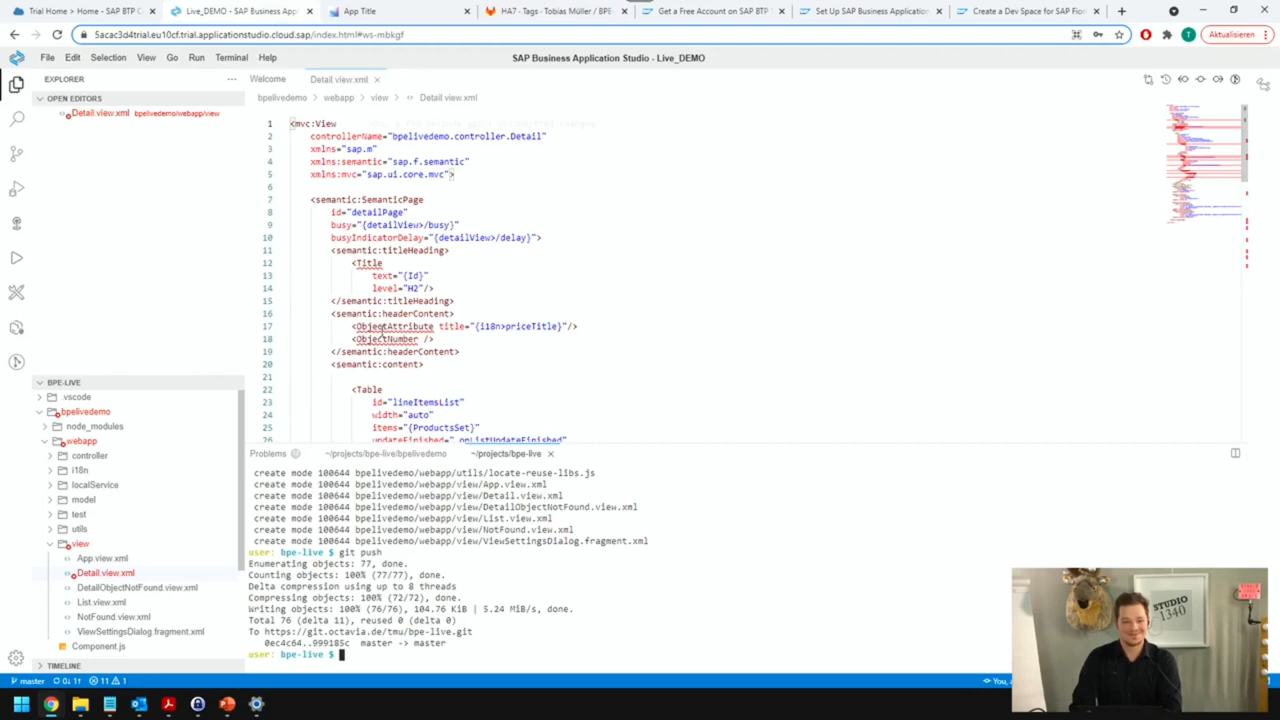 Trial Home > Home - SAP BTP C
Live_DEMO - SAP Business App
App Title
HA7 - Tags - Tobias Müller / BPE
Get a Free Account on SAP BTP
Set Up SAP Business Application
Create a Dev Space for SAP Fior
5acac3d4trial.eu10cf.trial.applicationstudio.cloud.sap/index.html#ws-mbkgf
T
Aktualisieren
File Edit Selection View Go Run Terminal Help
SAP Business Application Studio - Live_DEMO
EXPLORER
OPEN EDITORS
Detail.view.xml bpelivedemo/webapp/view
BPE-LIVE
.vscode
bpelivedemo
node_modules
webapp
controller
i18n
localService
model
test
utils
view
App.view.xml
Detail.view.xml
DetailObjectNotFound.view.xml
List.view.xml
NotFound.view.xml
ViewSettingsDialog.fragment.xml
Component.js
TIMELINE
Welcome
Detail.view.xml
bpelivedemo > webapp > view > Detail.view.xml
1 <mvc:View
2 controllerName="bpelivedemo.controller.Detail"
3 xmlns="sap.m"
4 xmlns:semantic="sap.f.semantic"
5 xmlns:mvc="sap.ui.core.mvc">
6
7 <semantic:SemanticPage
8 id="detailPage"
9 busy="{detailView>/busy}"
10 busyIndicatorDelay="{detailView>/delay}">
11 <semantic:titleHeading>
12 <Title
13 text="{Id}"
14 level="H2"/>
15 </semantic:titleHeading>
16 <semantic:headerContent>
17 <ObjectAttribute title="{i18n>priceTitle}"/>
18 <ObjectNumber />
19 </semantic:headerContent>
20 <semantic:content>
21
22 <Table
23 id="lineItemsList"
24 width="auto"
25 items="{ProductsSet}"
26 updateFinished="_onListUpdateFinished"
Problems
~/projects/bpe-live/bpelivedemo
~/projects/bpe-live
create mode 100644 bpelivedemo/webapp/utils/locate-reuse-libs.js
create mode 100644 bpelivedemo/webapp/view/App.view.xml
create mode 100644 bpelivedemo/webapp/view/Detail.view.xml
create mode 100644 bpelivedemo/webapp/view/DetailObjectNotFound.view.xml
create mode 100644 bpelivedemo/webapp/view/List.view.xml
create mode 100644 bpelivedemo/webapp/view/NotFound.view.xml
create mode 100644 bpelivedemo/webapp/view/ViewSettingsDialog.fragment.xml
user: bpe-live $ git push
Enumerating objects: 77, done.
Counting objects: 100% (77/77), done.
Delta compression using up to 8 threads
Compressing objects: 100% (72/72), done.
Writing objects: 100% (76/76), 104.76 KiB | 5.24 MiB/s, done.
Total 76 (delta 11), reused 0 (delta 0)
To https://git.octavia.de/tmu/bpe-live.git
0ec4c64..999185c master -> master
user: bpe-live $
master 0↓ 1↑ 11 1
You, a
STUDIO
1340